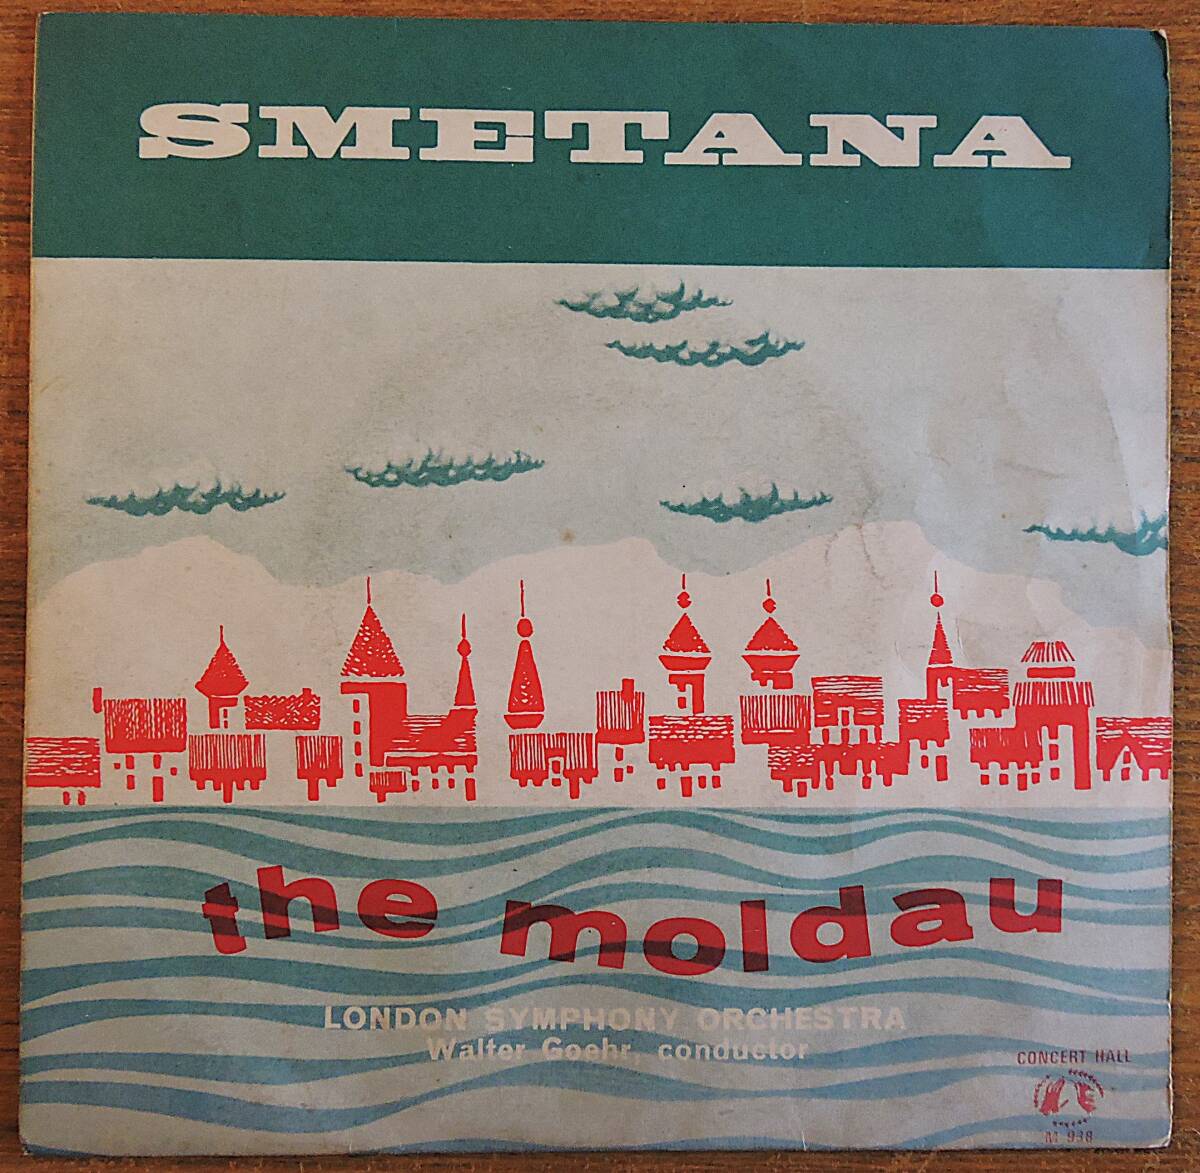 SMETANA
the moldau
LONDON SYMPHONY ORCHESTRA
Walter Goehr, conductor
CONCERT HALL
M 938